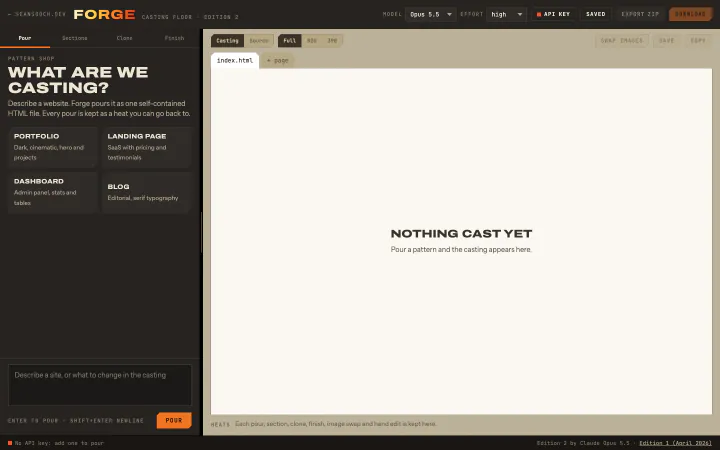 ← SEANGOOCH.DEV FORGE CASTING FLOOR · EDITION 2 MODEL Opus 5.5 EFFORT high API KEY SAVED EXPORT ZIP DOWNLOAD
Pour Sections Clone Finish
Casting Source Full 768 390 SWAP IMAGES SAVE COPY
index.html + page
PATTERN SHOP
WHAT ARE WE
CASTING?
Describe a website. Forge pours it as one self-contained
HTML file. Every pour is kept as a heat you can go back to.
PORTFOLIO
Dark, cinematic, hero and
projects
LANDING PAGE
SaaS with pricing and
testimonials
DASHBOARD
Admin panel, stats and
tables
BLOG
Editorial, serif typography
NOTHING CAST YET
Pour a pattern and the casting appears here.
Describe a site, or what to change in the casting
ENTER TO POUR · SHIFT+ENTER NEWLINE POUR
HEATS Each pour, section, clone, finish, image swap and hand edit is kept here.
No API key: add one to pour
Edition 2 by Claude Opus 5.5 · Edition 1 (April 2026)